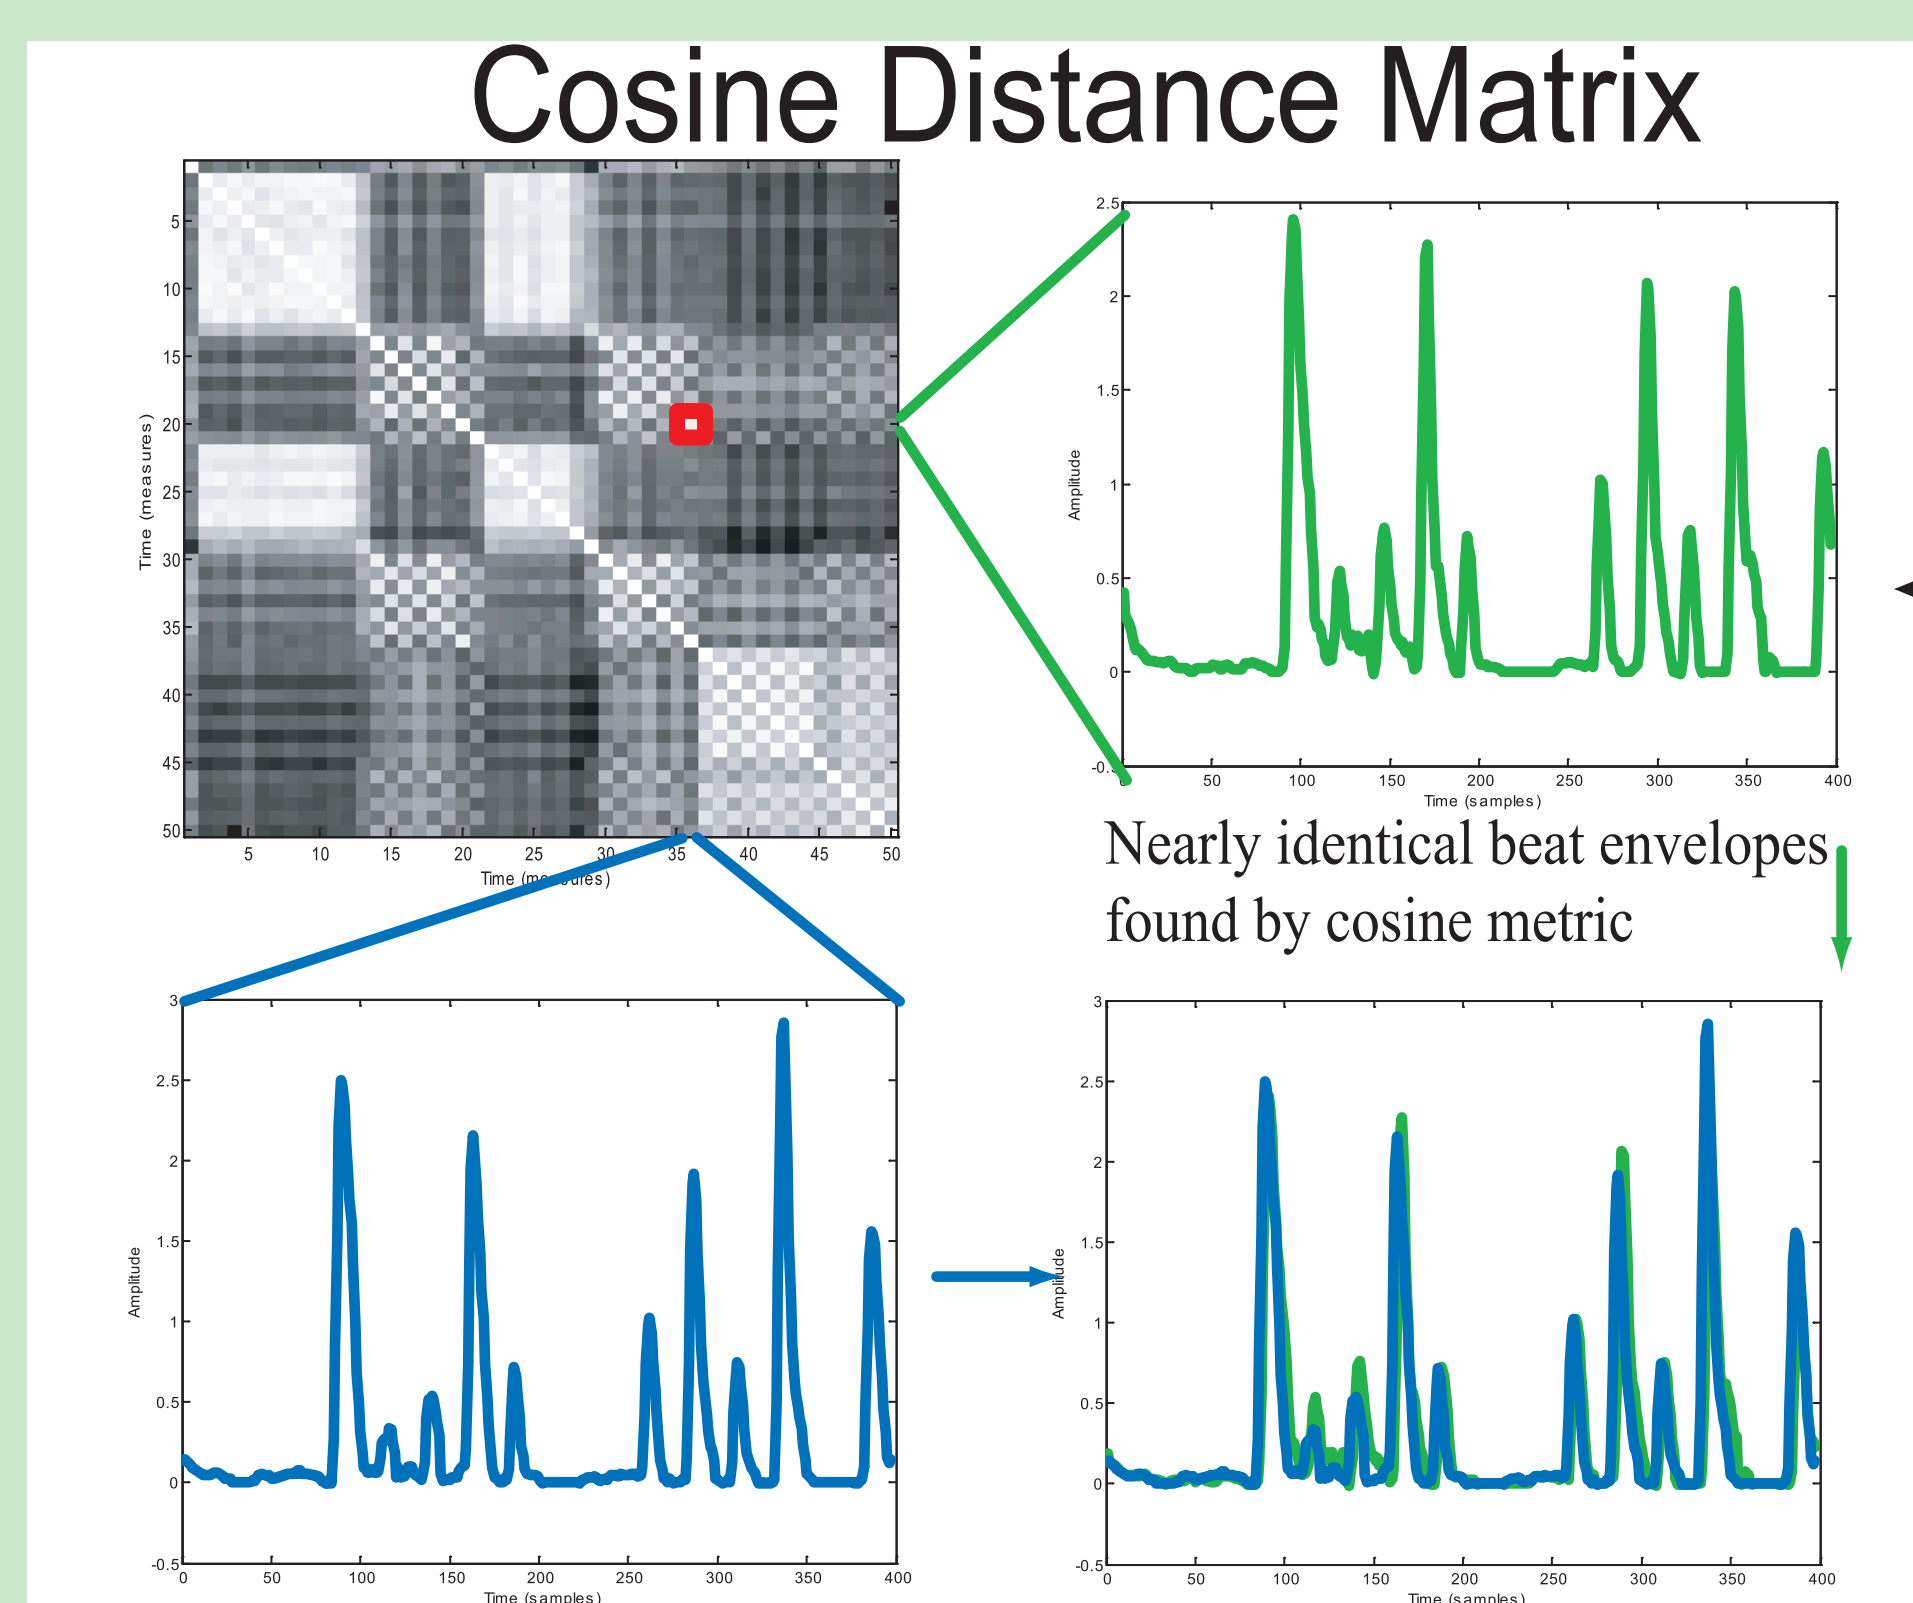 Cosine Distance Matrix
5
10
15
20
25
30
35
40
45
50
Time (measures)
5 10 15 20 25 30 35 40 45 50
2.5
2
1.5
1
0.5
0
Amplitude
50 100 150 200 250 300 350 400
Time (samples)
Nearly identical beat envelopes
found by cosine metric
3
2.5
2
1.5
1
0.5
0
-0.5
Amplitude
0 50 100 150 200 250 300 350 400
Time (samples)
3
2.5
2
1.5
1
0.5
0
-0.5
Amplitude
0 50 100 150 200 250 300 350 400
Time (samples)